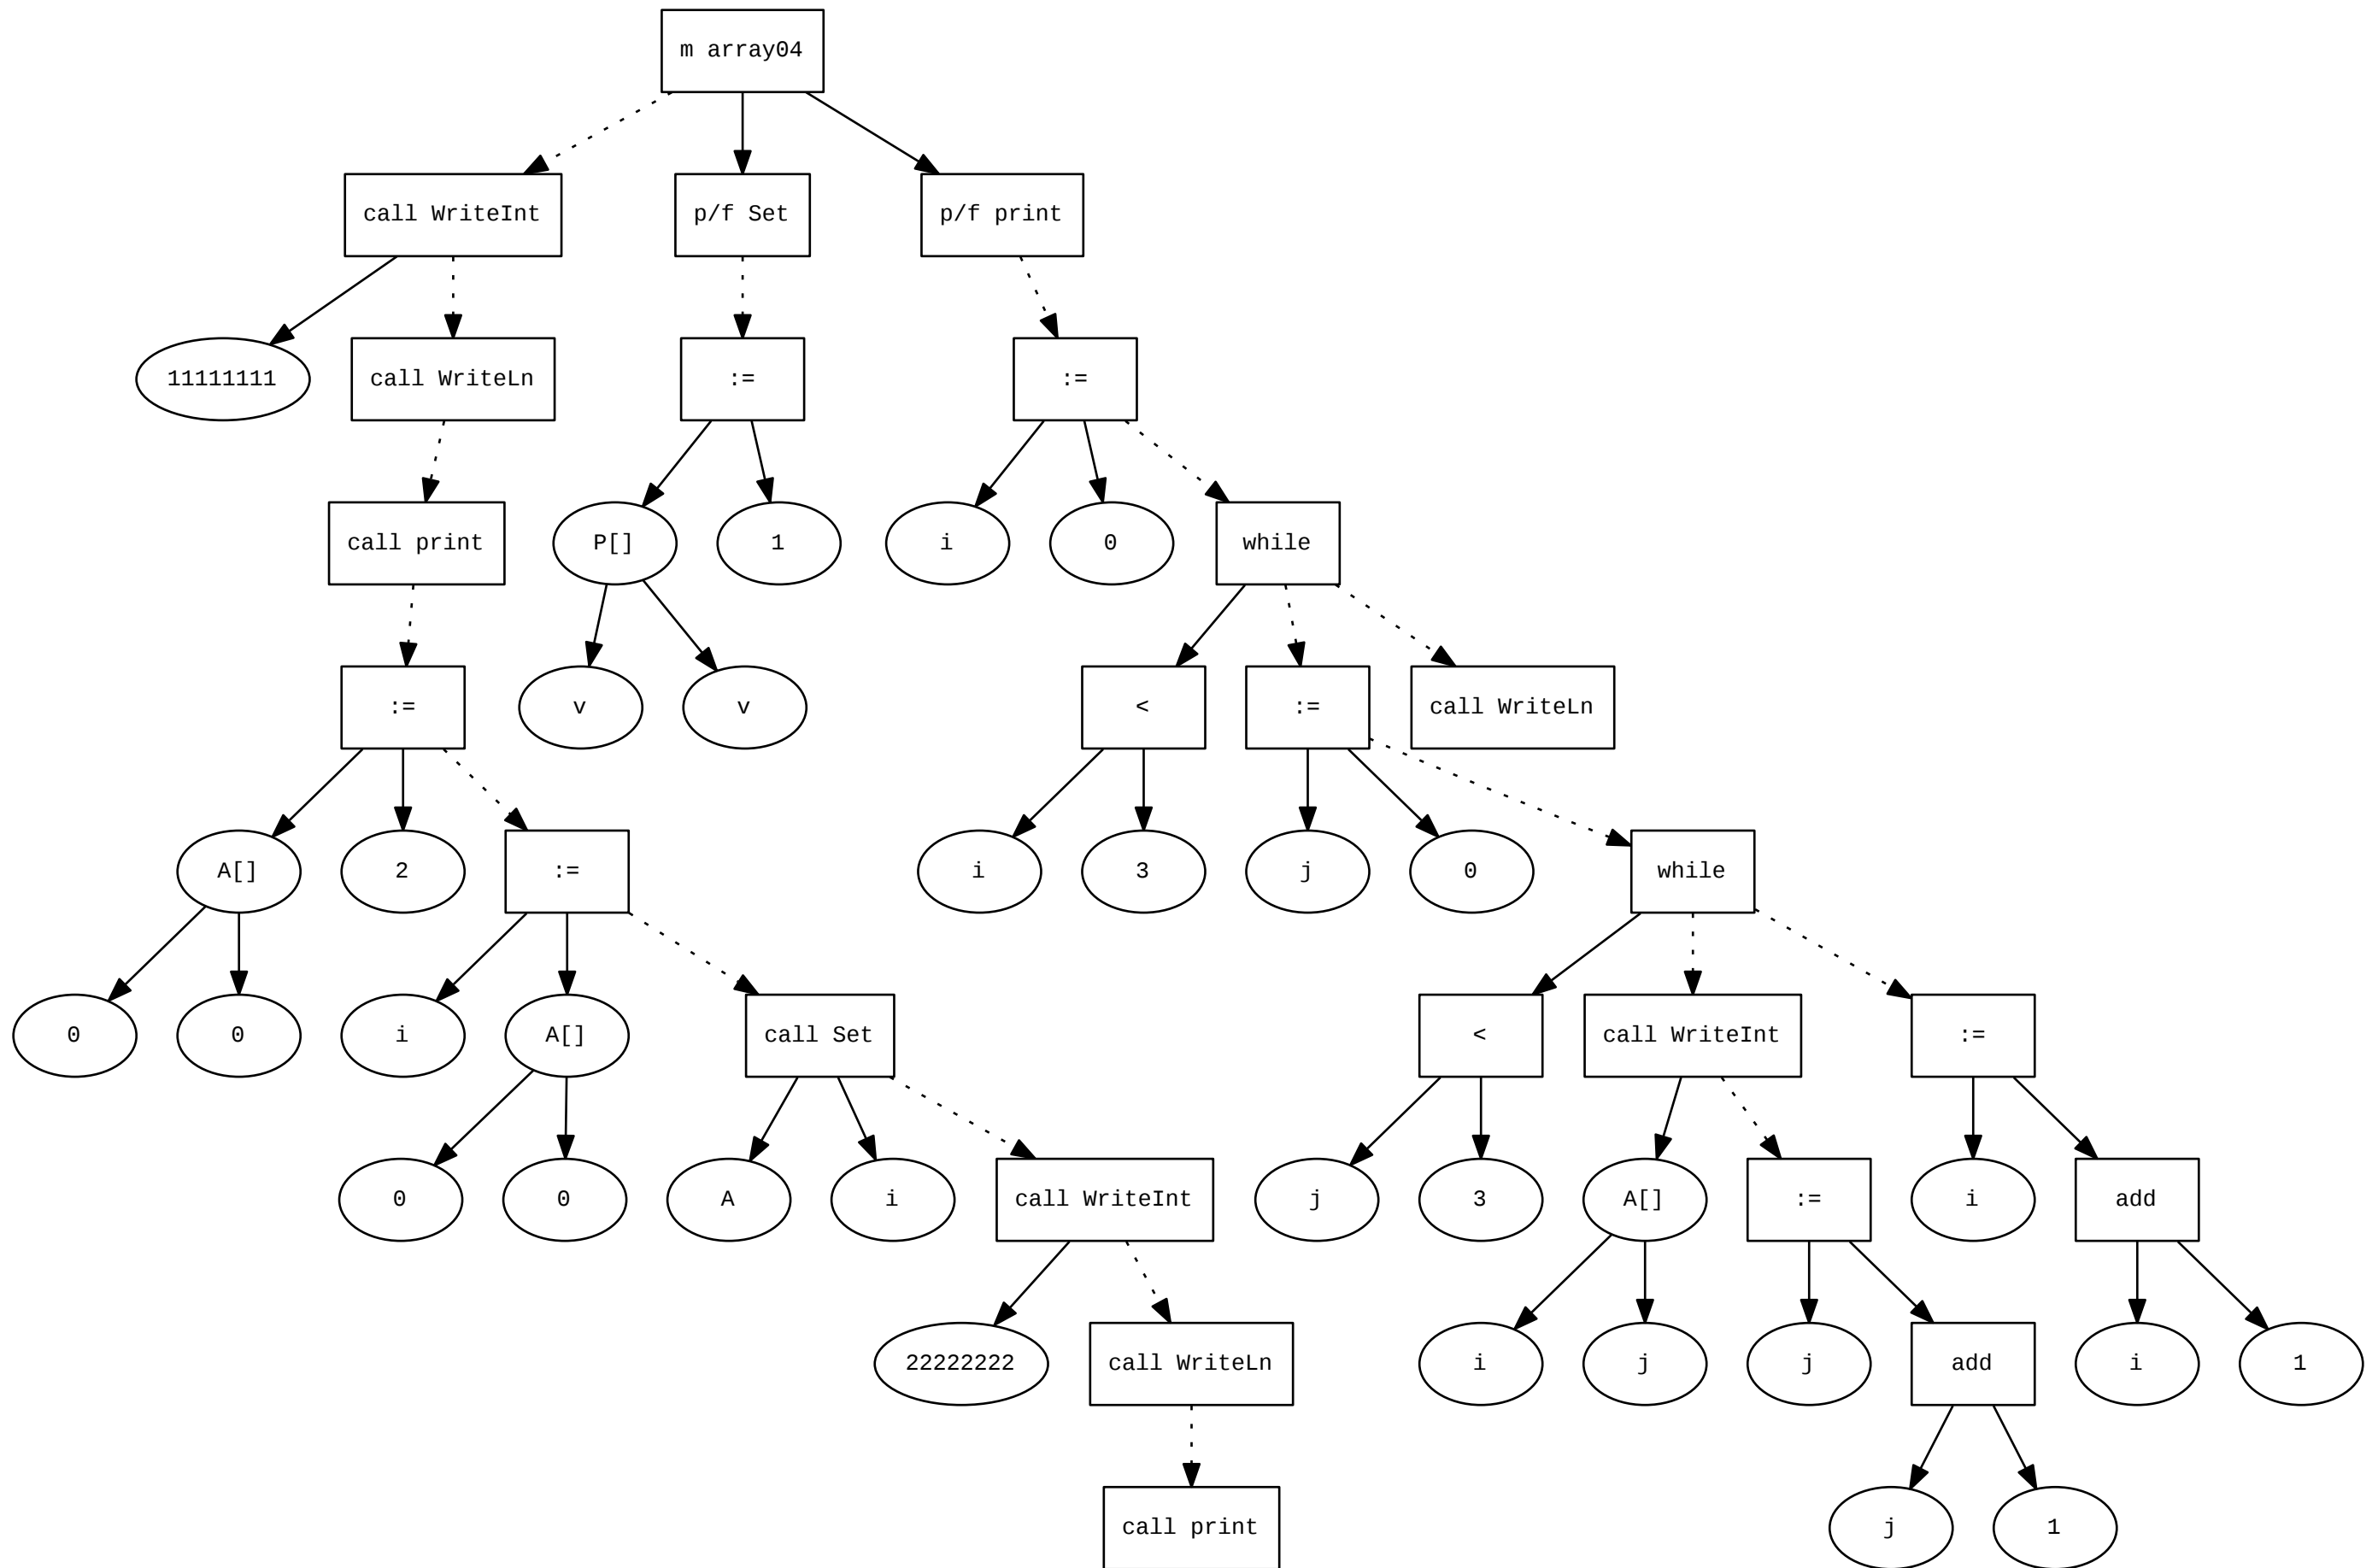 m array04
call WriteInt
p/f Set
p/f print
11111111
call WriteLn
:=
:=
call print
P[]
1
i
0
while
:=
v
v
<
:=
call WriteLn
A[]
2
:=
i
3
j
0
while
0
0
i
A[]
call Set
<
call WriteInt
:=
0
0
A
i
call WriteInt
j
3
A[]
:=
i
add
22222222
call WriteLn
i
j
j
add
i
1
call print
j
1